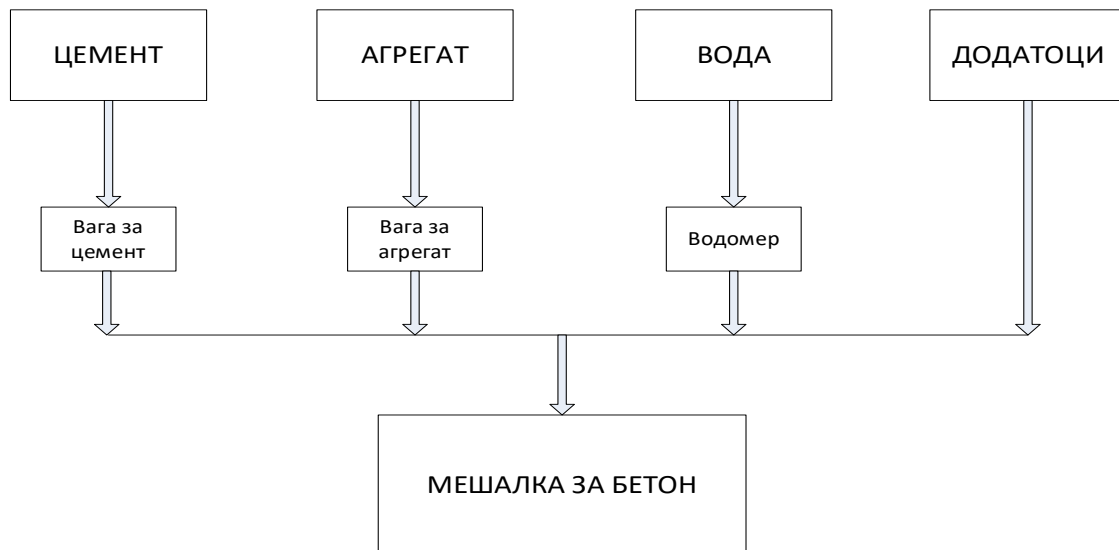 ЦЕМЕНТ
АГРЕГАТ
ВОДА
ДОДАТОЦИ
Вага за
цемент
Вага за
агрегат
Водомер
МЕШАЛКА ЗА БЕТОН